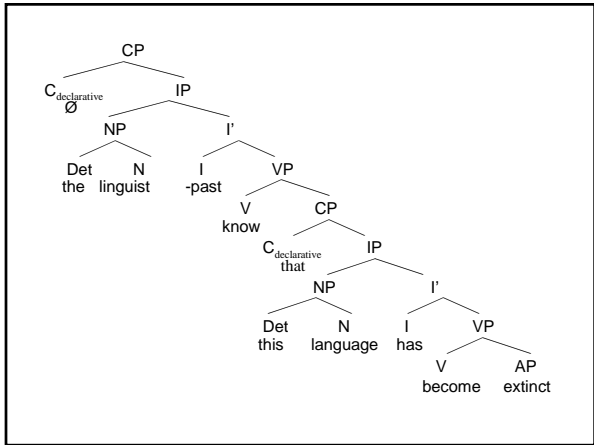 CP
C declarative IP
Ø
NP I’
Det N I VP
the linguist -past
V CP
know
C declarative IP
that
NP I’
Det N I VP
this language has
V AP
become extinct